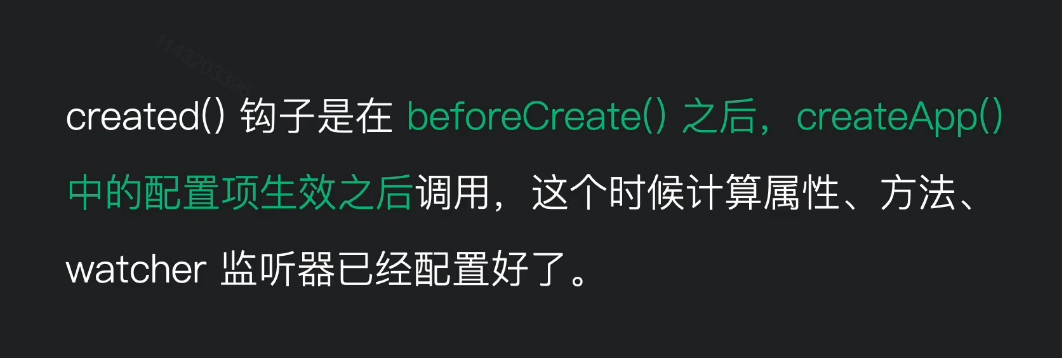 created() 钩子是在 beforeCreate() 之后，createApp()
中的配置项生效之后调用，这个时候计算属性、方法、
watcher 监听器已经配置好了。